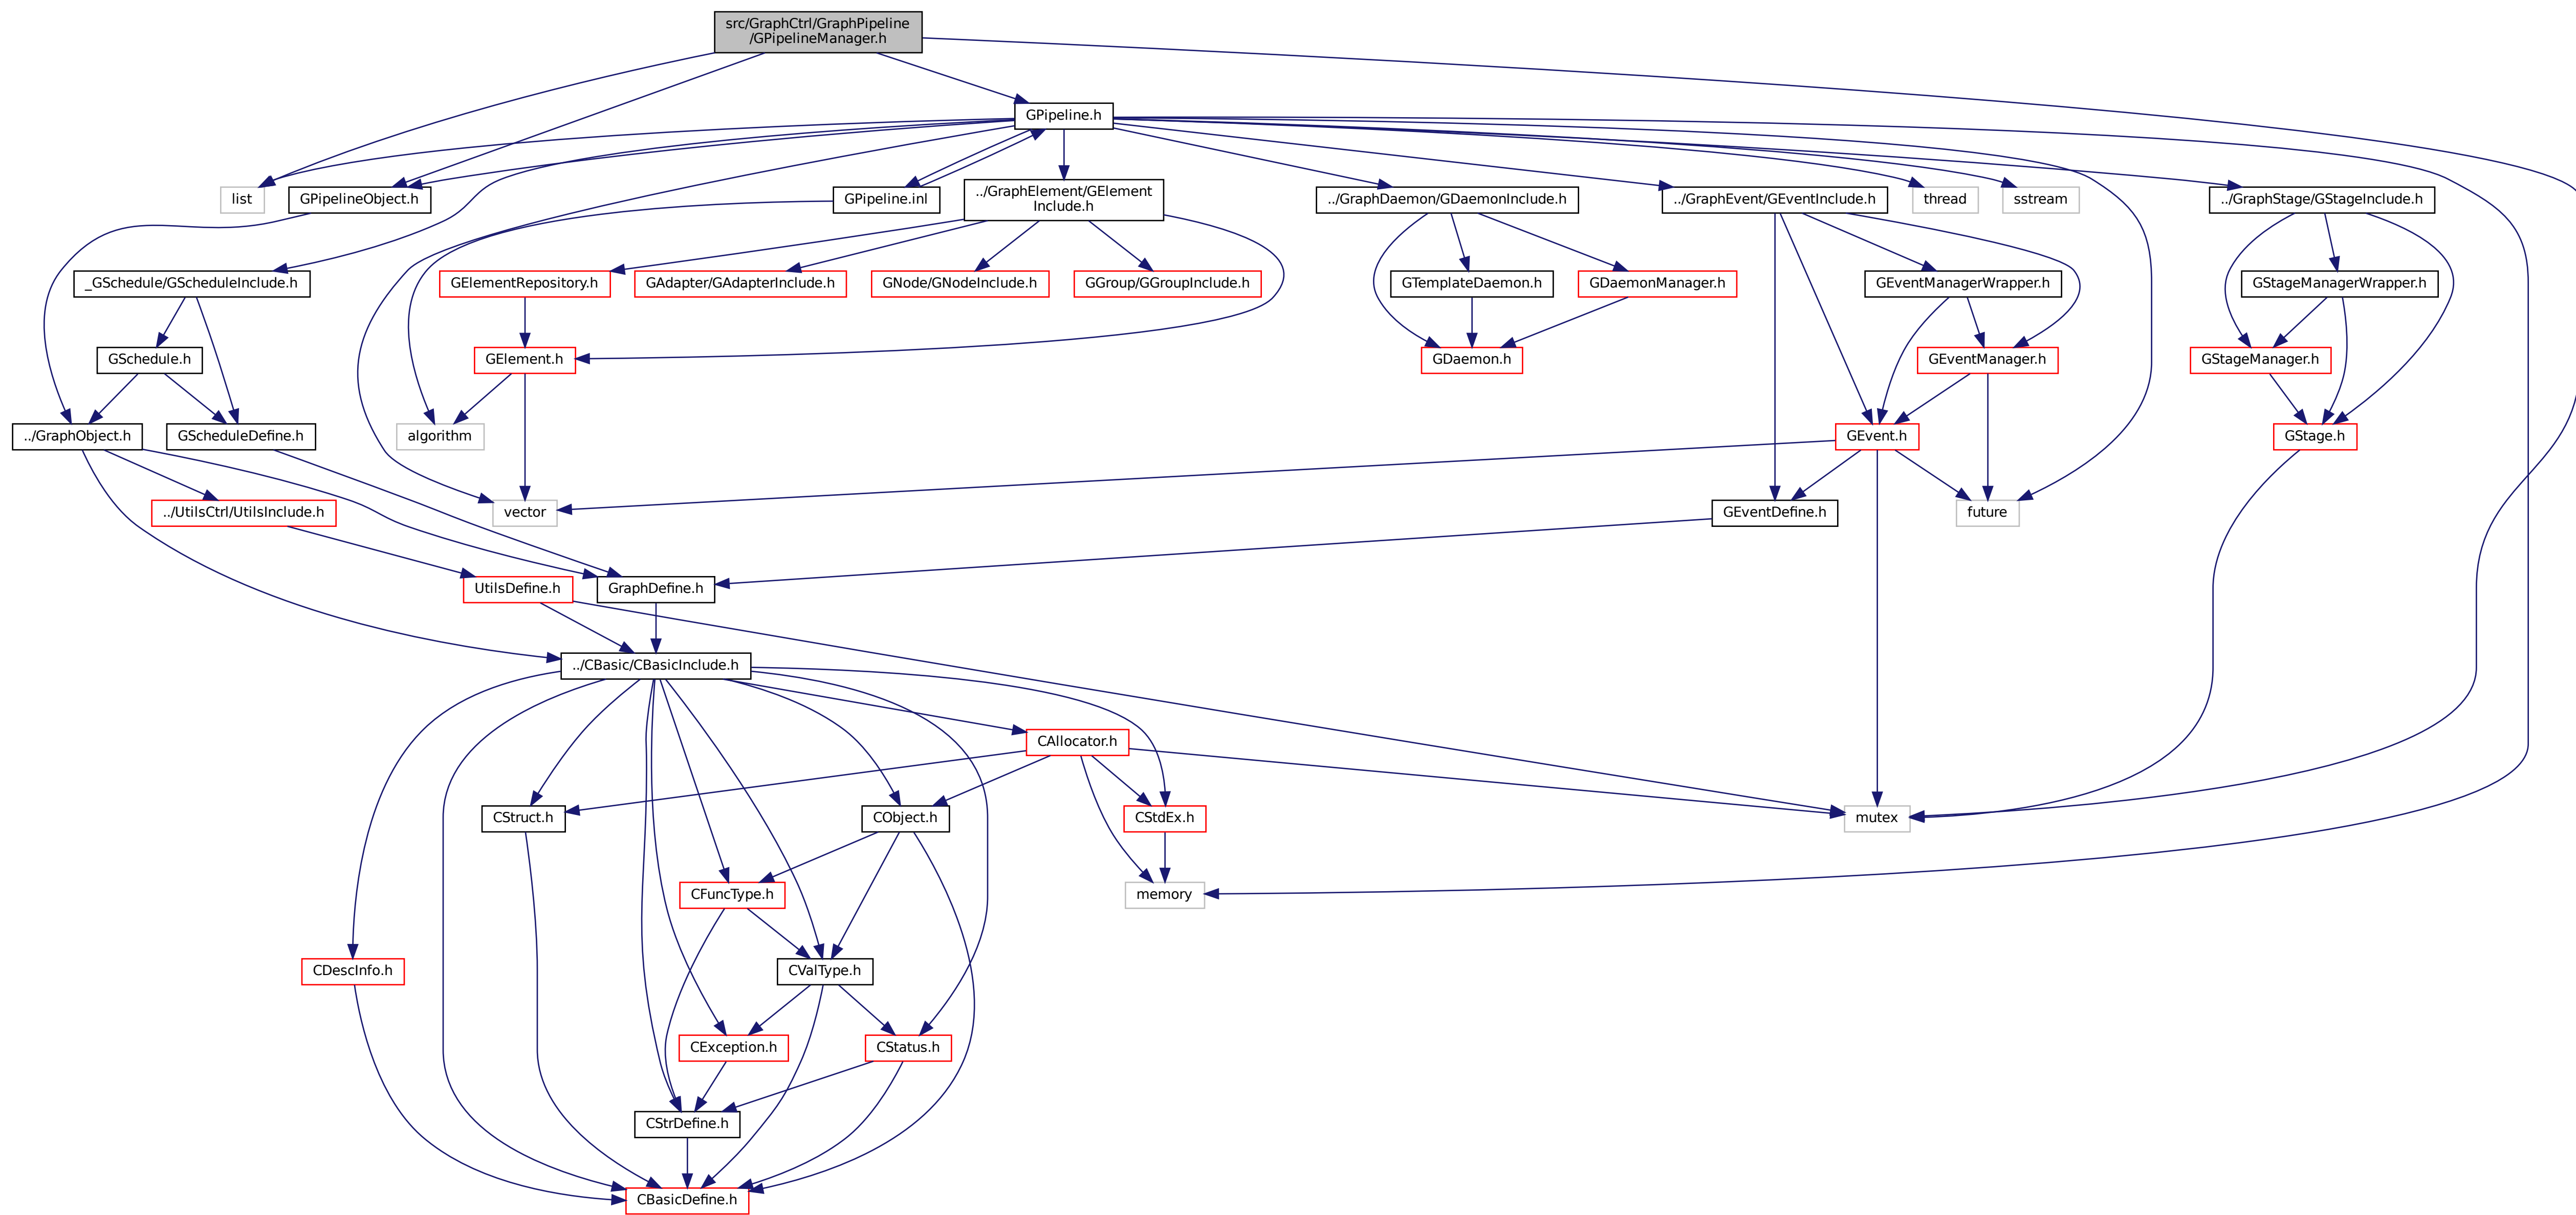 src/GraphCtrl/GraphPipeline
/GPipelineManager.h
GPipeline.h
list
GPipelineObject.h
GPipeline.inl
../GraphElement/GElement
Include.h
../GraphDaemon/GDaemonInclude.h
../GraphEvent/GEventInclude.h
thread
sstream
../GraphStage/GStageInclude.h
_GSchedule/GScheduleInclude.h
GElementRepository.h
GAdapter/GAdapterInclude.h
GNode/GNodeInclude.h
GGroup/GGroupInclude.h
GTemplateDaemon.h
GDaemonManager.h
GEventManagerWrapper.h
GStageManagerWrapper.h
GSchedule.h
GElement.h
GDaemon.h
GEventManager.h
GStageManager.h
../GraphObject.h
GScheduleDefine.h
algorithm
GEvent.h
GStage.h
../UtilsCtrl/UtilsInclude.h
vector
GEventDefine.h
future
UtilsDefine.h
GraphDefine.h
../CBasic/CBasicInclude.h
CAllocator.h
CStruct.h
CObject.h
CStdEx.h
mutex
CFuncType.h
memory
CDescInfo.h
CValType.h
CException.h
CStatus.h
CStrDefine.h
CBasicDefine.h